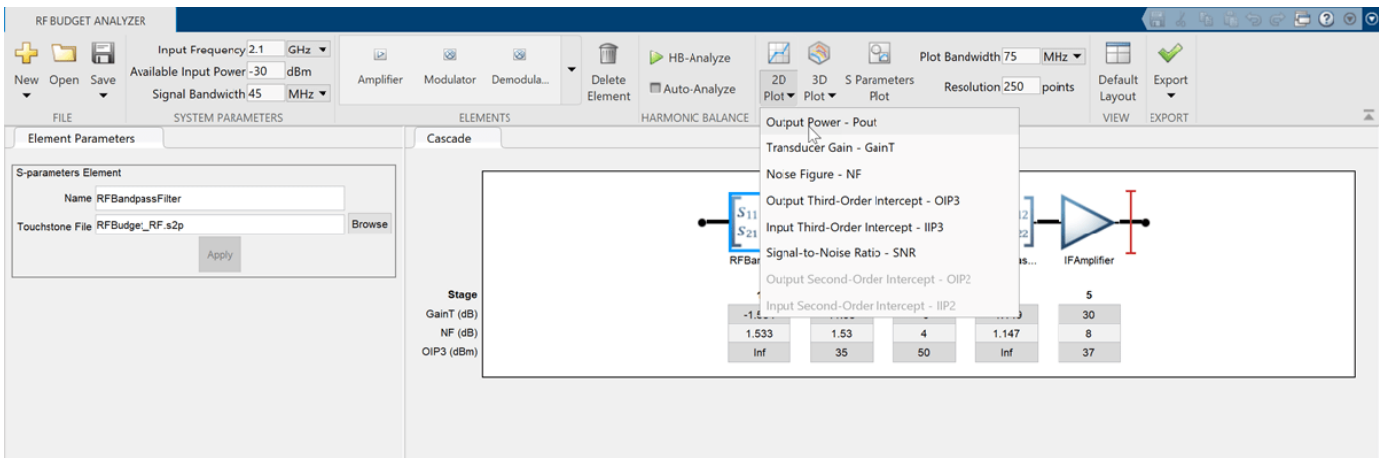 RF BUDGET ANALYZER
New
Open
Save
FILE
Input Frequency 2.1 GHz
Available Input Power -30 dBm
Signal Bandwidth 45 MHz
SYSTEM PARAMETERS
Amplifier
Modulator
Demodula...
ELEMENTS
Delete
Element
HB-Analyze
Auto-Analyze
HARMONIC BALANCE
2D
Plot
3D
Plot
S Parameters
Plot
Plot Bandwidth 75 MHz
Resolution 250 points
Default
Layout
VIEW
Export
EXPORT
Output Power - Pout
Transducer Gain - GainT
Noise Figure - NF
Output Third-Order Intercept - OIP3
Input Third-Order Intercept - IIP3
Signal-to-Noise Ratio - SNR
Output Second-Order Intercept - OIP2
Input Second-Order Intercept - IIP2
Element Parameters
S-parameters Element
Name RFBandpassFilter
Touchstone File RFBudget_RF.s2p Browse
Apply
Cascade
S11
S21
IFAmplifier
Stage 5
GainT (dB) 30
NF (dB) 1.533 1.53 4 1.147 8
OIP3 (dBm) Inf 35 50 Inf 37